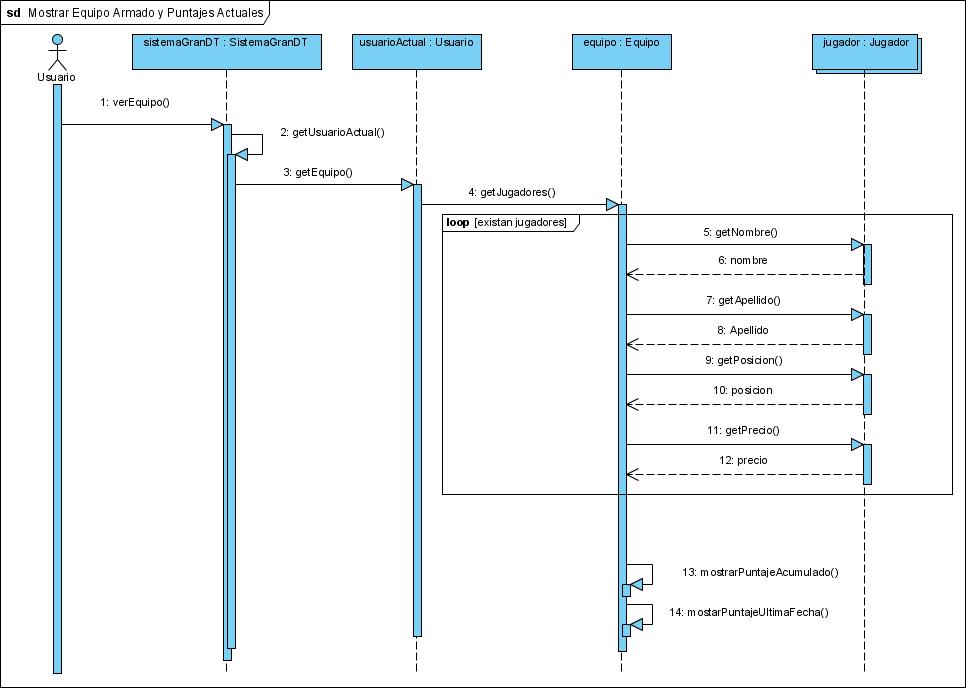 sd Mostrar Equipo Armado y Puntajes Actuales
sistemaGranDT : SistemaGranDT
usuarioActual : Usuario
equipo : Equipo
jugador : Jugador
Usuario
1: verEquipo()
2: getUsuarioActual()
3: getEquipo()
4: getJugadores()
loop [existan jugadores]
5: getNombre()
6: nombre
7: getApellido()
8: Apellido
9: getPosicion()
10: posicion
11: getPrecio()
12: precio
13: mostrarPuntajeAcumulado()
14: mostarPuntajeUltimaFecha()